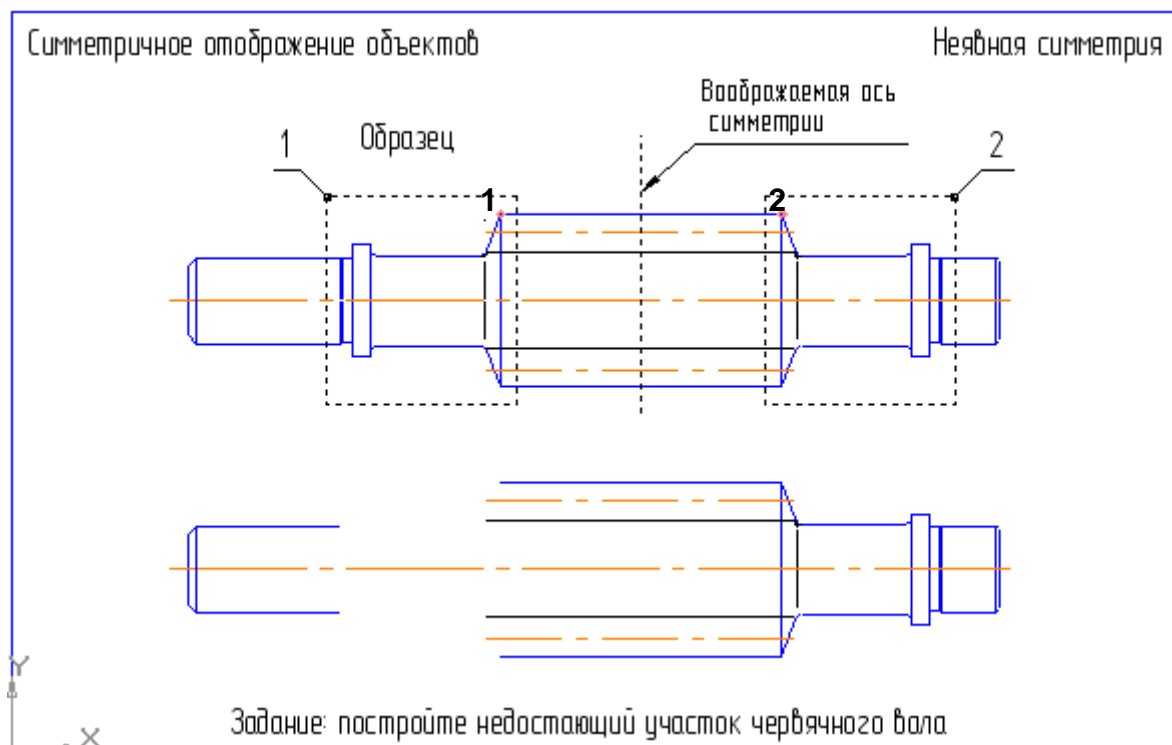 Симметричное отображение объектов
Неявная симметрия
Воображаемая ось
симметрии
1
Образец
2
1
2
Задание: постройте недостающий участок червячного вала
Y
X